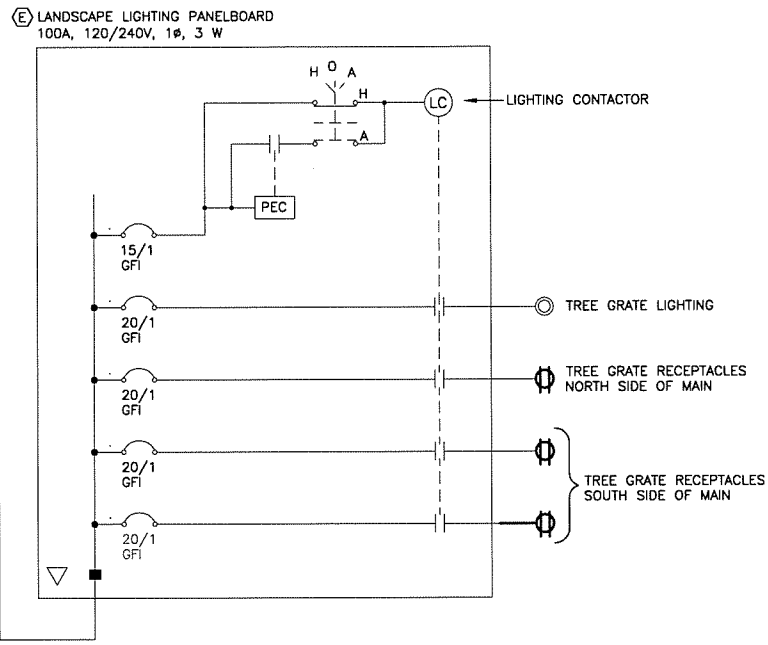 E LANDSCAPE LIGHTING PANELBOARD
100A, 120/240V, 1ø, 3 W
H O A
H
LC
LIGHTING CONTACTOR
A
PEC
15/1
GFI
20/1
GFI
TREE GRATE LIGHTING
20/1
GFI
TREE GRATE RECEPTACLES
NORTH SIDE OF MAIN
20/1
GFI
TREE GRATE RECEPTACLES
SOUTH SIDE OF MAIN
20/1
GFI